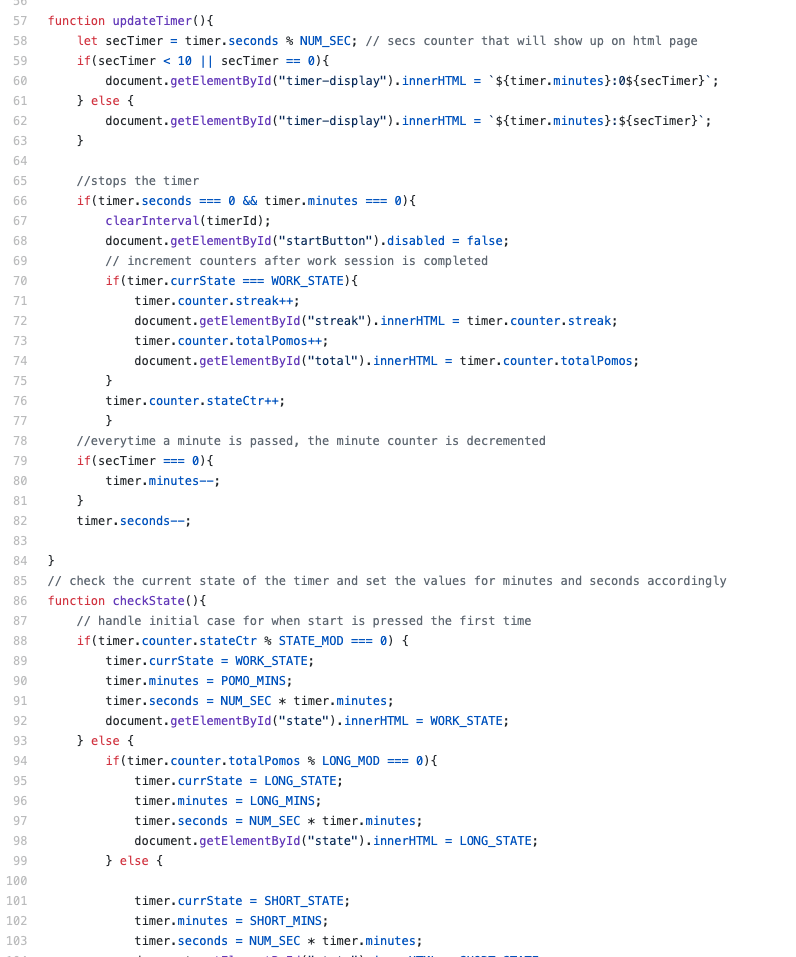 56
57 function updateTimer(){
58 let secTimer = timer.seconds % NUM_SEC; // secs counter that will show up on html page
59 if(secTimer < 10 || secTimer == 0){
60 document.getElementById("timer-display").innerHTML = `${timer.minutes}:0${secTimer}`;
61 } else {
62 document.getElementById("timer-display").innerHTML = `${timer.minutes}:${secTimer}`;
63 }
64
65 //stops the timer
66 if(timer.seconds === 0 && timer.minutes === 0){
67 clearInterval(timerId);
68 document.getElementById("startButton").disabled = false;
69 // increment counters after work session is completed
70 if(timer.currState === WORK_STATE){
71 timer.counter.streak++;
72 document.getElementById("streak").innerHTML = timer.counter.streak;
73 timer.counter.totalPomos++;
74 document.getElementById("total").innerHTML = timer.counter.totalPomos;
75 }
76 timer.counter.stateCtr++;
77 }
78 //everytime a minute is passed, the minute counter is decremented
79 if(secTimer === 0){
80 timer.minutes--;
81 }
82 timer.seconds--;
83
84 }
85 // check the current state of the timer and set the values for minutes and seconds accordingly
86 function checkState(){
87 // handle initial case for when start is pressed the first time
88 if(timer.counter.stateCtr % STATE_MOD === 0) {
89 timer.currState = WORK_STATE;
90 timer.minutes = POMO_MINS;
91 timer.seconds = NUM_SEC * timer.minutes;
92 document.getElementById("state").innerHTML = WORK_STATE;
93 } else {
94 if(timer.counter.totalPomos % LONG_MOD === 0){
95 timer.currState = LONG_STATE;
96 timer.minutes = LONG_MINS;
97 timer.seconds = NUM_SEC * timer.minutes;
98 document.getElementById("state").innerHTML = LONG_STATE;
99 } else {
100
101 timer.currState = SHORT_STATE;
102 timer.minutes = SHORT_MINS;
103 timer.seconds = NUM_SEC * timer.minutes;